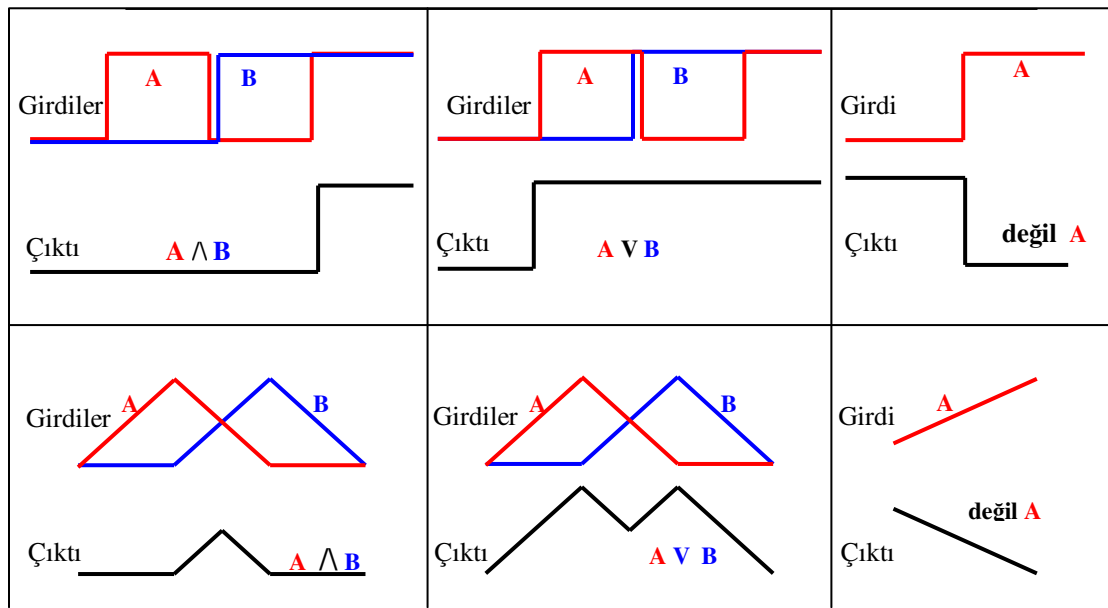 A B
Girdiler
Çıktı
A /\ B
A B
Girdiler
Çıktı
A V B
A
Girdi
Çıktı
değil A
A B
Girdiler
Çıktı
A /\ B
A B
Girdiler
Çıktı
A V B
A
Girdi
değil A
Çıktı